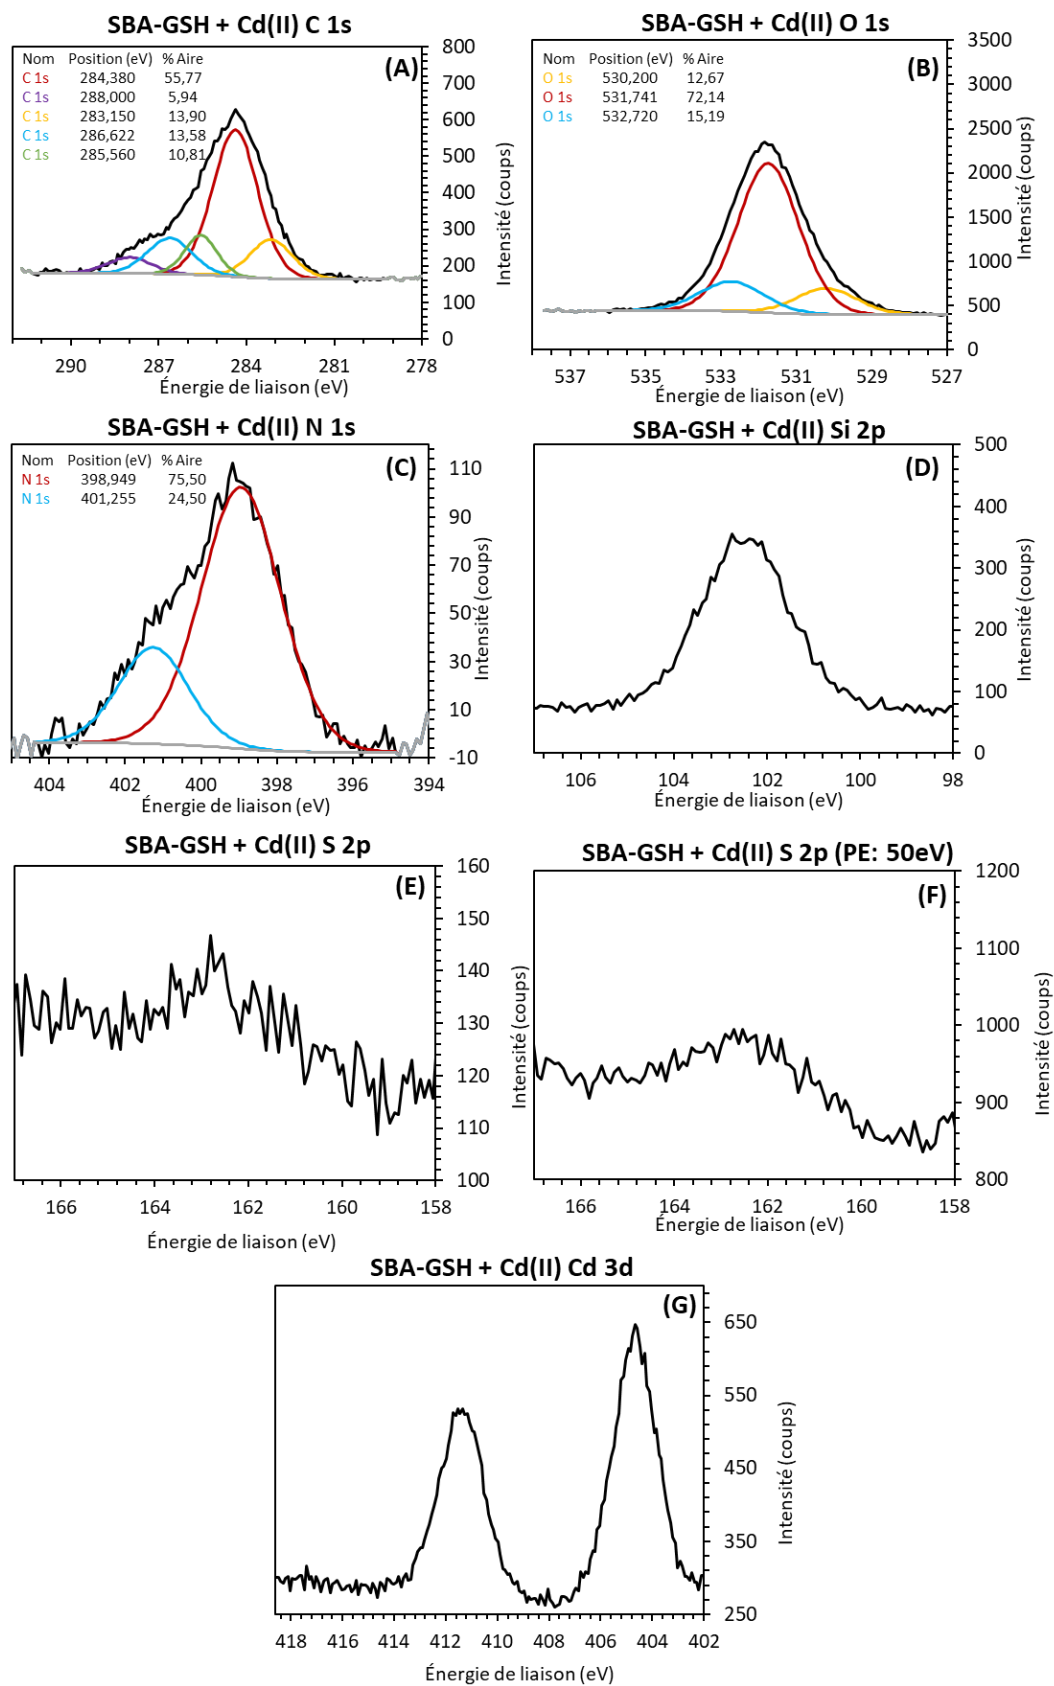 SBA-GSH + Cd(II) C 1s
(A)
Nom Position (eV) % Aire
C 1s 284,380 55,77
C 1s 288,000 5,94
C 1s 283,150 13,90
C 1s 286,622 13,58
C 1s 285,560 10,81
800
700
600
500
400
300
200
100
0
Intensité (coups)
290 287 284 281 278
Énergie de liaison (eV)
SBA-GSH + Cd(II) O 1s
(B)
Nom Position (eV) % Aire
O 1s 530,200 12,67
O 1s 531,741 72,14
O 1s 532,720 15,19
3500
3000
2500
2000
1500
1000
500
0
Intensité (coups)
537 535 533 531 529 527
Énergie de liaison (eV)
SBA-GSH + Cd(II) N 1s
(C)
Nom Position (eV) % Aire
N 1s 398,949 75,50
N 1s 401,255 24,50
110
90
70
50
30
10
-10
Intensité (coups)
404 402 400 398 396 394
Énergie de liaison (eV)
SBA-GSH + Cd(II) Si 2p
(D)
500
400
300
200
100
0
Intensité (coups)
106 104 102 100 98
Énergie de liaison (eV)
SBA-GSH + Cd(II) S 2p
(E)
160
150
140
130
120
110
100
Intensité (coups)
166 164 162 160 158
Énergie de liaison (eV)
SBA-GSH + Cd(II) S 2p (PE: 50eV)
(F)
1200
1100
1000
900
800
Intensité (coups)
166 164 162 160 158
Énergie de liaison (eV)
SBA-GSH + Cd(II) Cd 3d
(G)
650
550
450
350
250
Intensité (coups)
418 416 414 412 410 408 406 404 402
Énergie de liaison (eV)